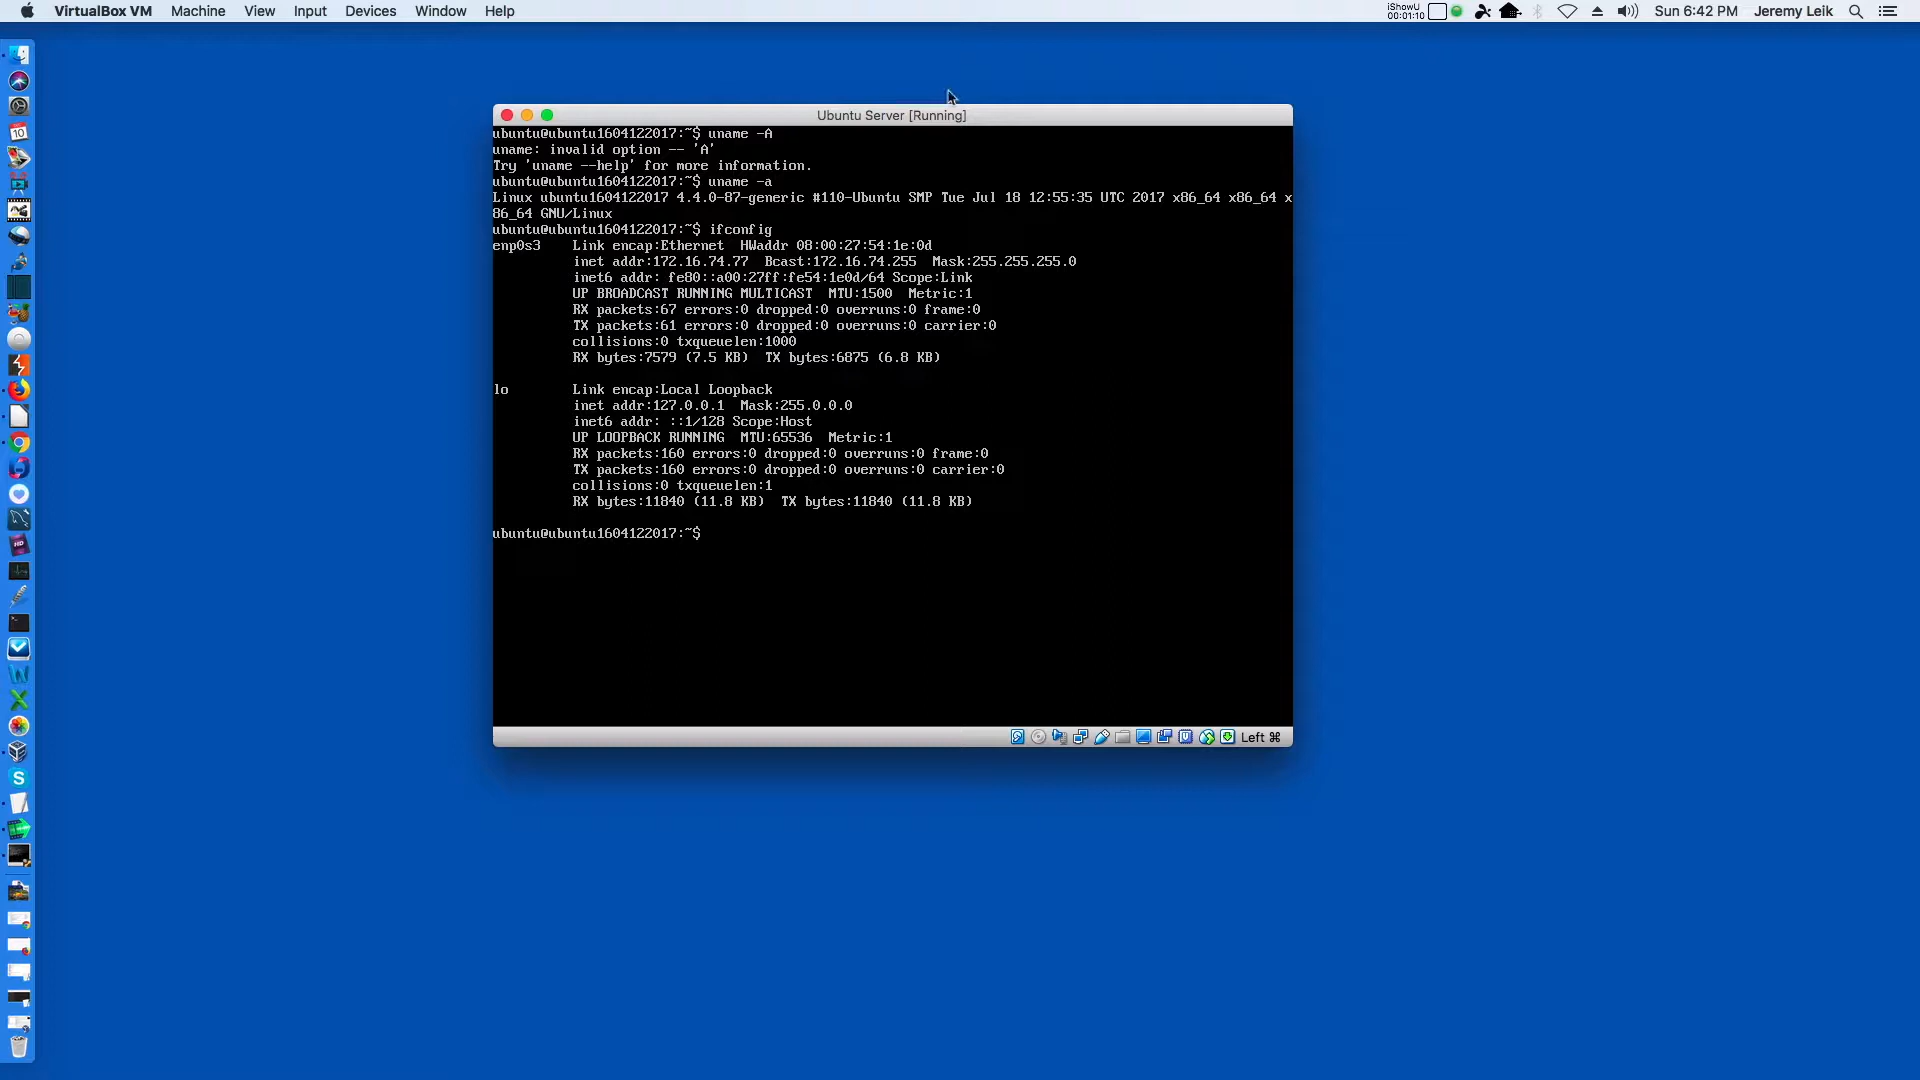 VirtualBox VM Machine View Input Devices Window Help
iShowU
00:01:10
Sun 6:42 PM Jeremy Leik
Ubuntu Server [Running]
ubuntu@ubuntu1604122017:~$ uname -A
uname: invalid option -- 'A'
Try 'uname --help' for more information.
ubuntu@ubuntu1604122017:~$ uname -a
Linux ubuntu1604122017 4.4.0-87-generic #110-Ubuntu SMP Tue Jul 18 12:55:35 UTC 2017 x86_64 x86_64 x
86_64 GNU/Linux
ubuntu@ubuntu1604122017:~$ ifconfig
enp0s3 Link encap:Ethernet HWaddr 08:00:27:54:1e:0d
inet addr:172.16.74.77 Bcast:172.16.74.255 Mask:255.255.255.0
inet6 addr: fe80::a00:27ff:fe54:1e0d/64 Scope:Link
UP BROADCAST RUNNING MULTICAST MTU:1500 Metric:1
RX packets:67 errors:0 dropped:0 overruns:0 frame:0
TX packets:61 errors:0 dropped:0 overruns:0 carrier:0
collisions:0 txqueuelen:1000
RX bytes:7579 (7.5 KB) TX bytes:6875 (6.8 KB)
lo Link encap:Local Loopback
inet addr:127.0.0.1 Mask:255.0.0.0
inet6 addr: ::1/128 Scope:Host
UP LOOPBACK RUNNING MTU:65536 Metric:1
RX packets:160 errors:0 dropped:0 overruns:0 frame:0
TX packets:160 errors:0 dropped:0 overruns:0 carrier:0
collisions:0 txqueuelen:1
RX bytes:11840 (11.8 KB) TX bytes:11840 (11.8 KB)
ubuntu@ubuntu1604122017:~$
Left ⌘
10
HD